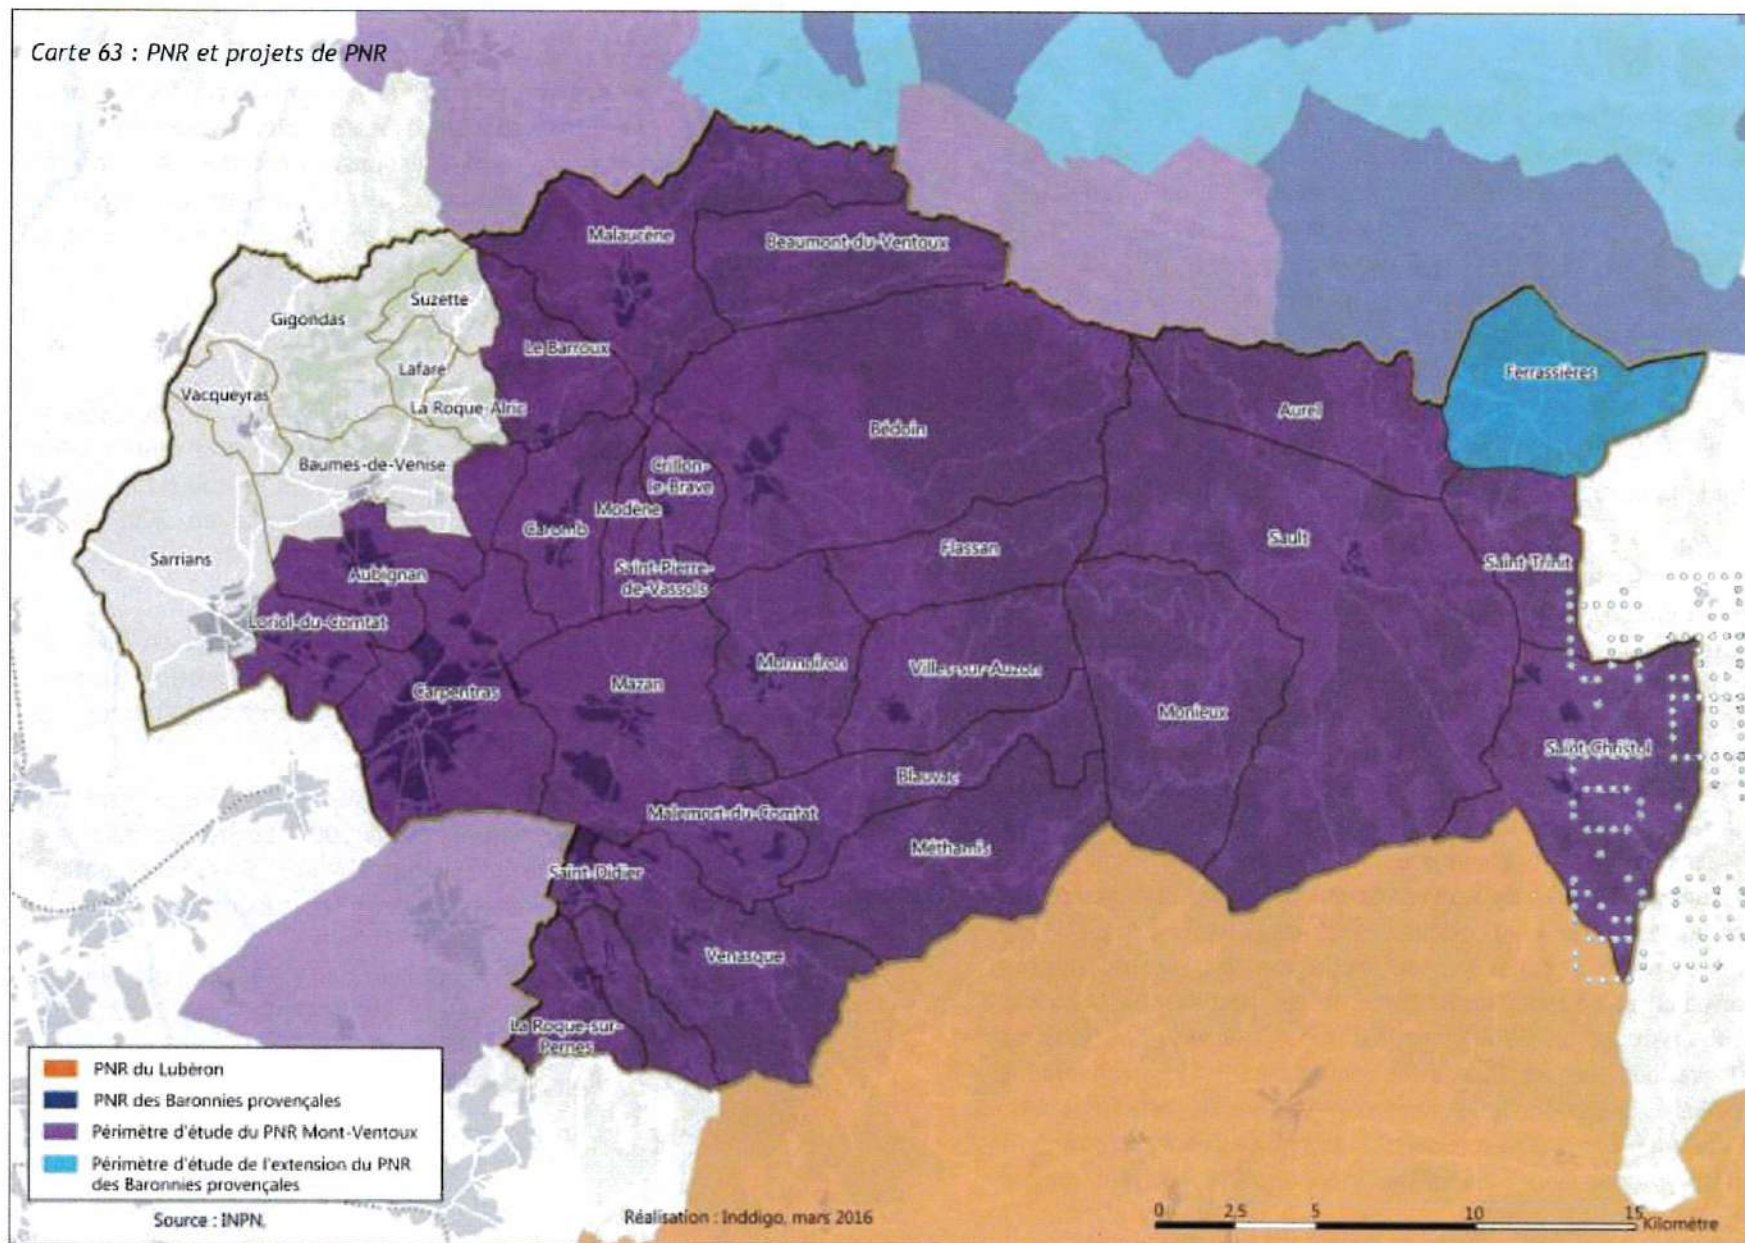 Carte 63 : PNR et projets de PNR
Malaucène
Beaumont-du-Ventoux
Suzette
Gigondas
Le Barroux
Lafare
Ferrassières
Vacqueyras
La Roque-Alric
Aurel
Bédoin
Baumes-de-Venise
Crillon-
le-Brave
Modène
Caromb
Sault
Flassan
Sarrians
Saint-Trinit
Aubignan
Saint-Pierre-
de-Vassols
Loriol-du-Comtat
Mormoiron
Villes-sur-Auzon
Carpentras
Mazan
Monieux
Saint-Christol
Blauvac
Malemort-du-Comtat
Méthamis
Saint-Didier
Venasque
La Roque-sur-
Pernes
PNR du Lubéron
PNR des Baronnies provençales
Périmètre d'étude du PNR Mont-Ventoux
Périmètre d'étude de l'extension du PNR
des Baronnies provençales
Source : INPN.
Réalisation : Inddigo, mars 2016
0 2,5 5 10 15
Kilomètre